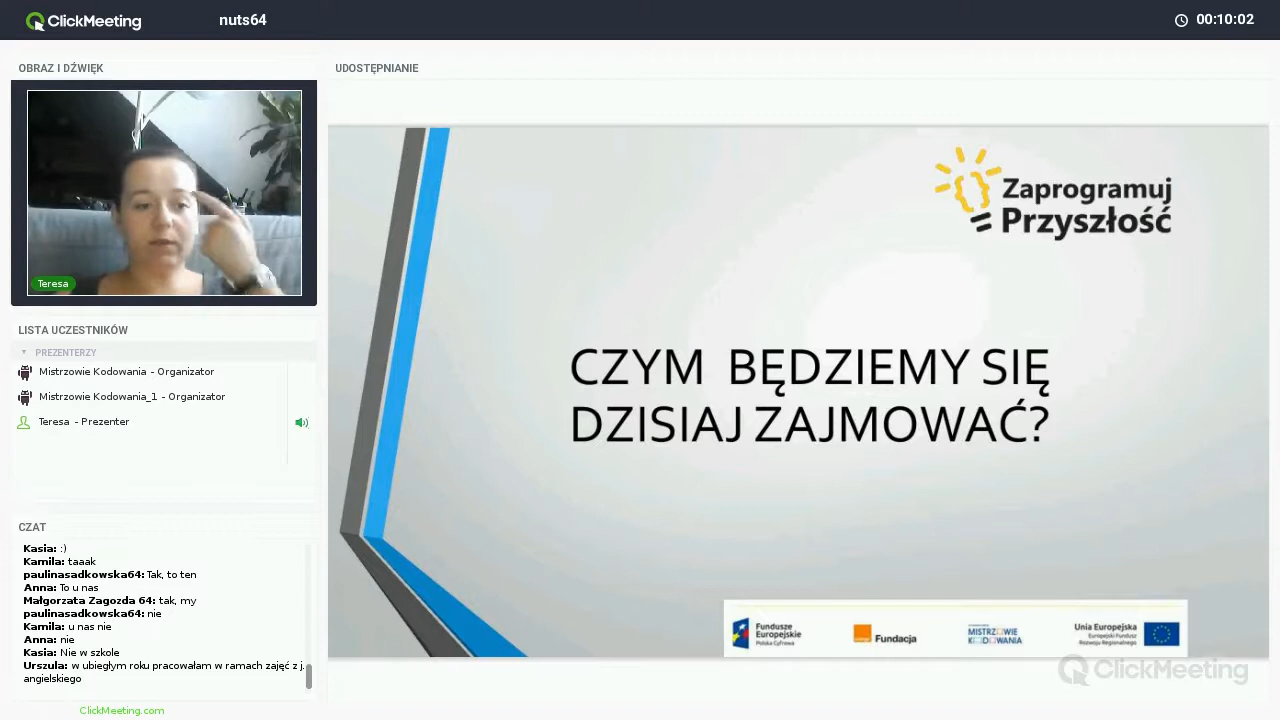 ClickMeeting
nuts64
00:10:02
OBRAZ I DŹWIĘK
UDOSTĘPNIANIE
Teresa
Zaprogramuj
Przyszłość
LISTA UCZESTNIKÓW
PREZENTERZY
Mistrzowie Kodowania - Organizator
Mistrzowie Kodowania_1 - Organizator
Teresa - Prezenter
CZYM BĘDZIEMY SIĘ
DZISIAJ ZAJMOWAĆ?
CZAT
Kasia: :)
Kamila: taaak
paulinasadkowska64: Tak, to ten
Anna: To u nas
Małgorzata Zagozda 64: tak, my
paulinasadkowska64: nie
Kamila: u nas nie
Anna: nie
Kasia: Nie w szkole
Urszula: w ubiegłym roku pracowałam w ramach zajęć z j.
angielskiego
Fundusze
Europejskie
Polska Cyfrowa
Fundacja
MISTRZOWIE
KODOWANIA
Unia Europejska
Europejski Fundusz
Rozwoju Regionalnego
ClickMeeting
ClickMeeting.com